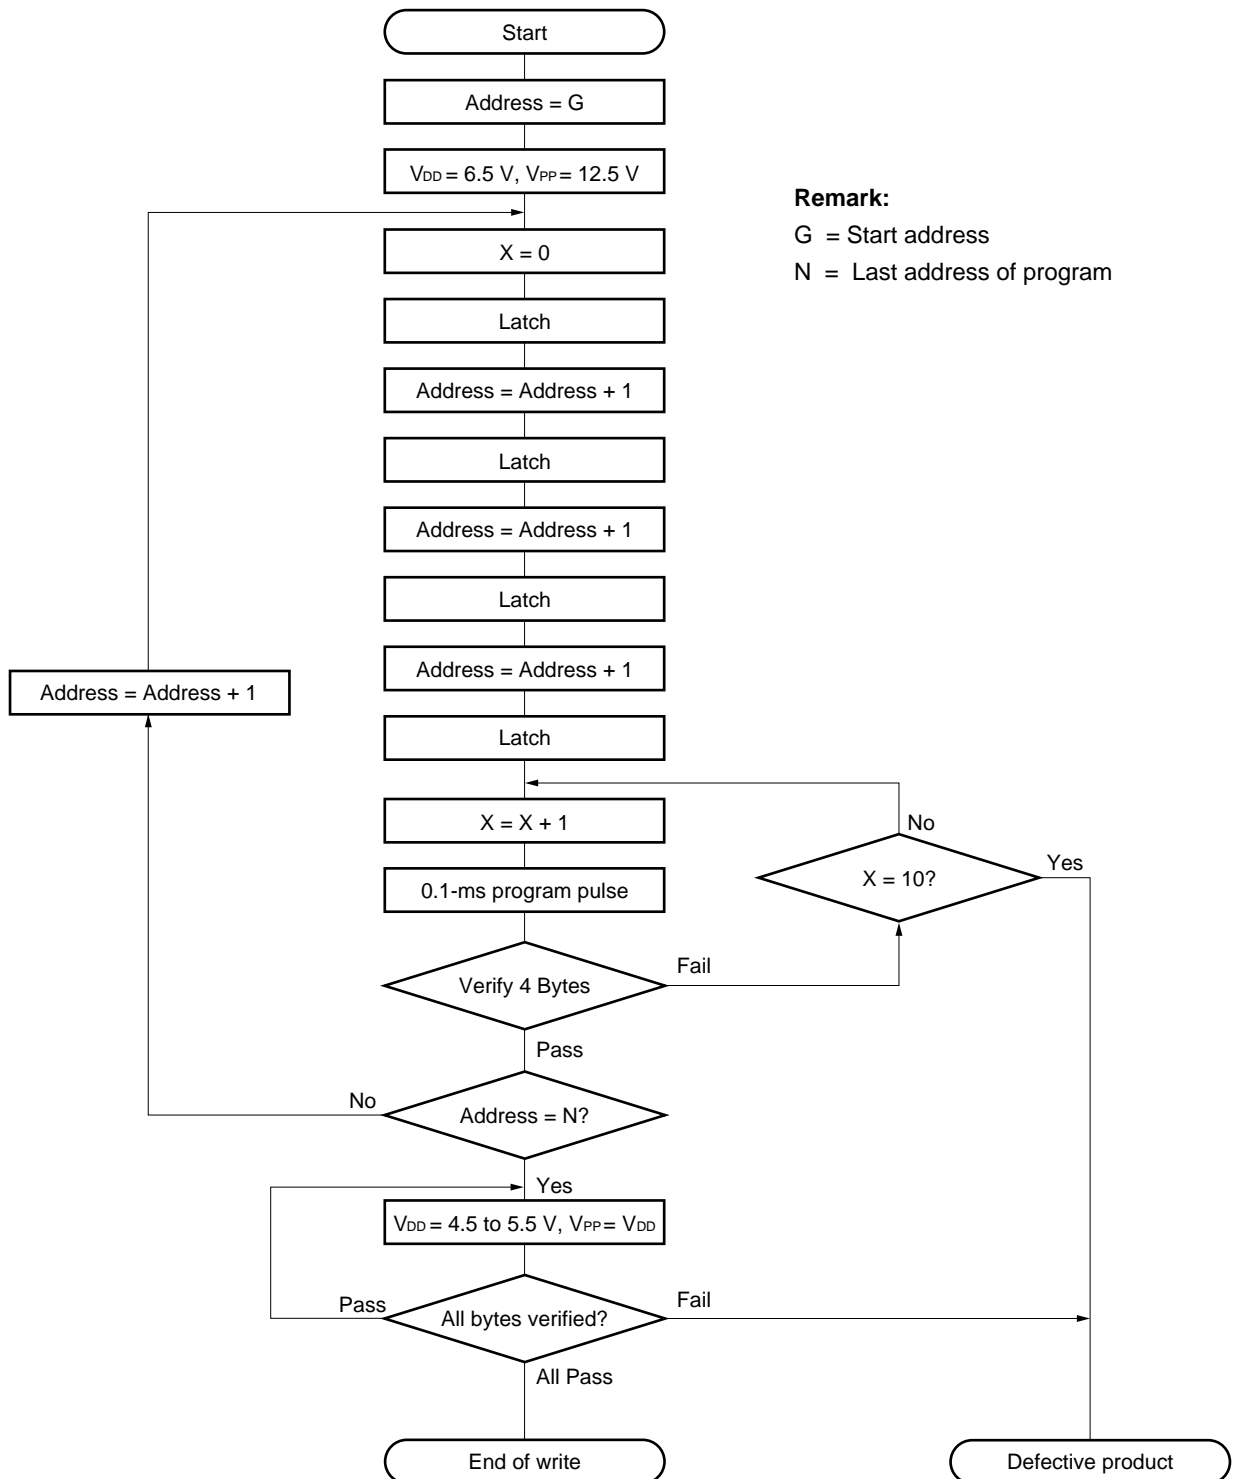 Start
Address = G
VDD = 6.5 V, VPP = 12.5 V
Remark:
G = Start address
N = Last address of program
X = 0
Latch
Address = Address + 1
Latch
Address = Address + 1
Latch
Address = Address + 1
Address = Address + 1
Latch
X = X + 1
No
X = 10?
Yes
0.1-ms program pulse
Verify 4 Bytes
Fail
Pass
No
Address = N?
Yes
VDD = 4.5 to 5.5 V, VPP = VDD
Pass
All bytes verified?
Fail
All Pass
End of write
Defective product